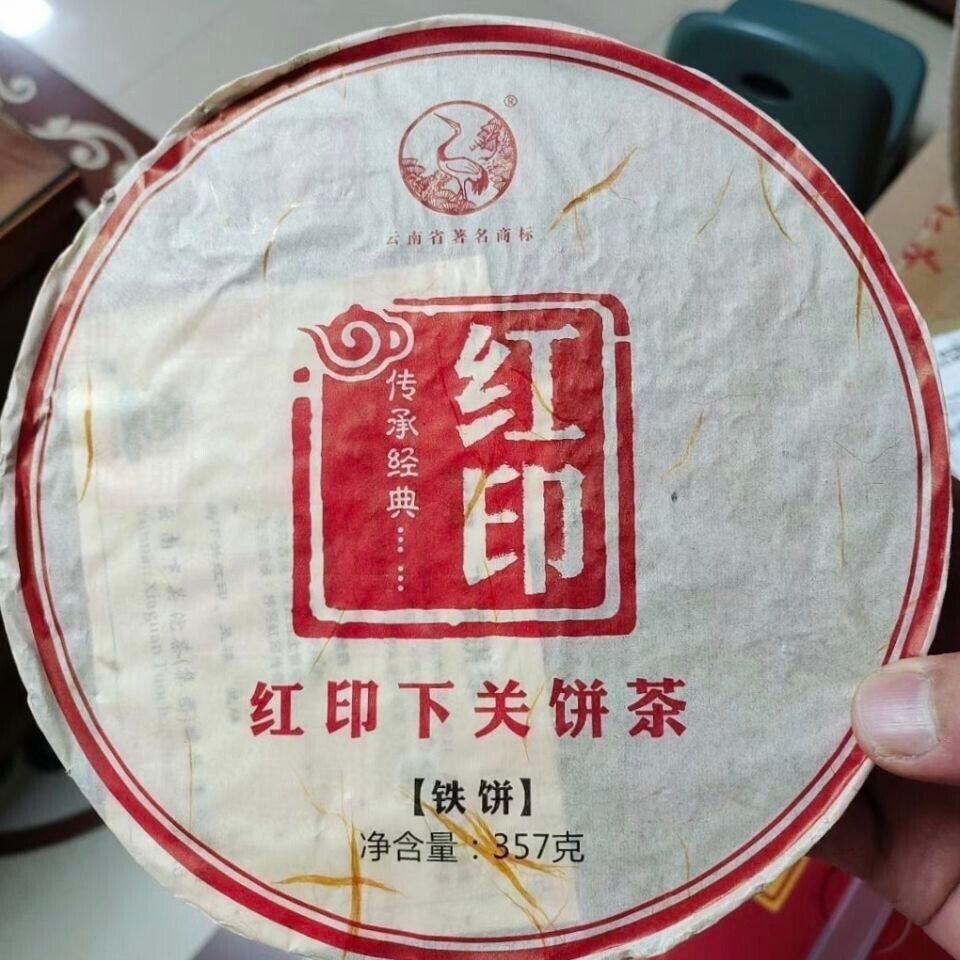 ®
云南省著名商标
红印
传承经典……
红印下关饼茶
【铁饼】
净含量：357克